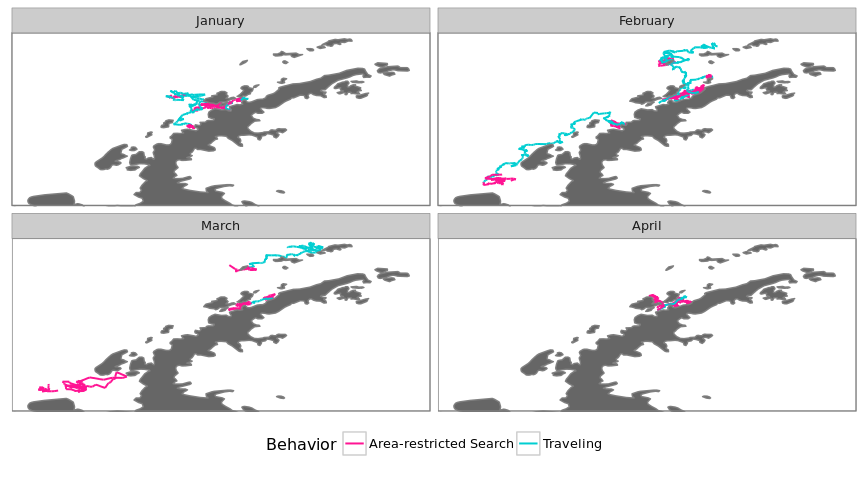 January
February
March
April
Behavior
Area-restricted Search
Traveling